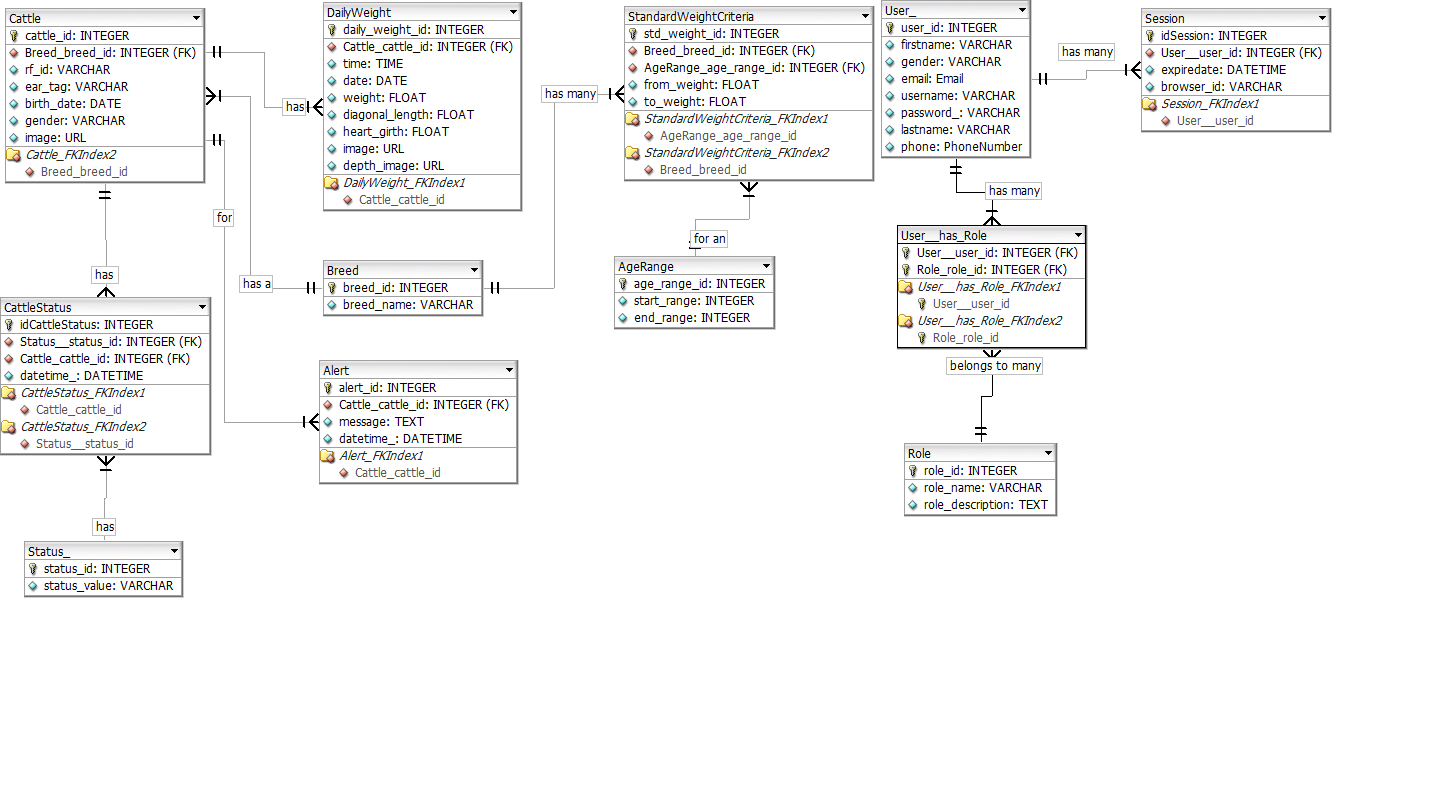 Cattle
cattle_id: INTEGER
Breed_breed_id: INTEGER (FK)
rf_id: VARCHAR
ear_tag: VARCHAR
birth_date: DATE
gender: VARCHAR
image: URL
Cattle_FKIndex2
Breed_breed_id
DailyWeight
daily_weight_id: INTEGER
Cattle_cattle_id: INTEGER (FK)
time: TIME
date: DATE
weight: FLOAT
diagonal_length: FLOAT
heart_girth: FLOAT
image: URL
depth_image: URL
DailyWeight_FKIndex1
Cattle_cattle_id
StandardWeightCriteria
std_weight_id: INTEGER
Breed_breed_id: INTEGER (FK)
AgeRange_age_range_id: INTEGER (FK)
from_weight: FLOAT
to_weight: FLOAT
StandardWeightCriteria_FKIndex1
AgeRange_age_range_id
StandardWeightCriteria_FKIndex2
Breed_breed_id
User_
user_id: INTEGER
firstname: VARCHAR
gender: VARCHAR
email: Email
username: VARCHAR
password_: VARCHAR
lastname: VARCHAR
phone: PhoneNumber
Session
idSession: INTEGER
User__user_id: INTEGER (FK)
expiredate: DATETIME
browser_id: VARCHAR
Session_FKIndex1
User__user_id
has many
has
has many
for
has many
for an
has
has a
User__has_Role
User__user_id: INTEGER (FK)
Role_role_id: INTEGER (FK)
User__has_Role_FKIndex1
User__user_id
User__has_Role_FKIndex2
Role_role_id
Breed
breed_id: INTEGER
breed_name: VARCHAR
AgeRange
age_range_id: INTEGER
start_range: INTEGER
end_range: INTEGER
CattleStatus
idCattleStatus: INTEGER
Status__status_id: INTEGER (FK)
Cattle_cattle_id: INTEGER (FK)
datetime_: DATETIME
CattleStatus_FKIndex1
Cattle_cattle_id
CattleStatus_FKIndex2
Status__status_id
Alert
alert_id: INTEGER
Cattle_cattle_id: INTEGER (FK)
message: TEXT
datetime_: DATETIME
Alert_FKIndex1
Cattle_cattle_id
belongs to many
Role
role_id: INTEGER
role_name: VARCHAR
role_description: TEXT
has
Status_
status_id: INTEGER
status_value: VARCHAR